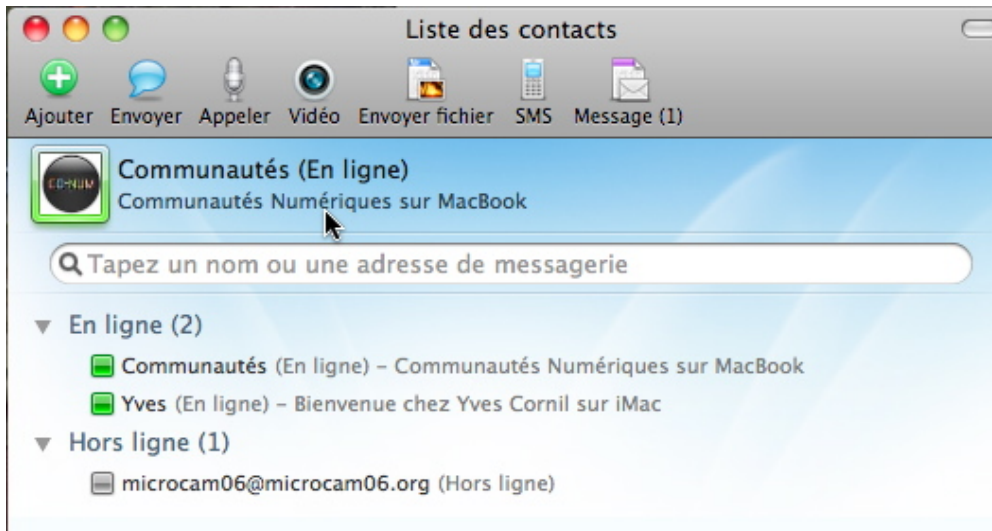 Liste des contacts
Ajouter Envoyer Appeler Vidéo Envoyer fichier SMS Message (1)
CO-NUM
Communautés (En ligne)
Communautés Numériques sur MacBook
Tapez un nom ou une adresse de messagerie
En ligne (2)
Communautés (En ligne) – Communautés Numériques sur MacBook
Yves (En ligne) – Bienvenue chez Yves Cornil sur iMac
Hors ligne (1)
microcam06@microcam06.org (Hors ligne)